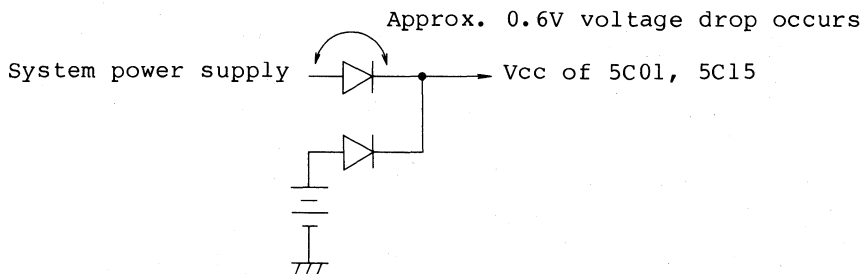 Approx. 0.6V voltage drop occurs
System power supply
Vcc of 5C01, 5C15